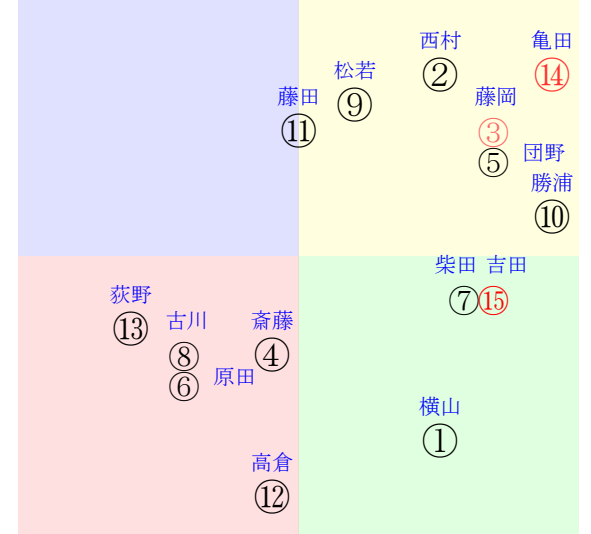 西村 亀田
② ⑭
松若
⑨
藤田 藤岡
⑪ ③
⑤ 団野
勝浦
⑩
柴田 吉田
⑦⑮
荻野
⑬
古川 斎藤
⑧ ④
⑥ 原田
横山
①
高倉
⑫